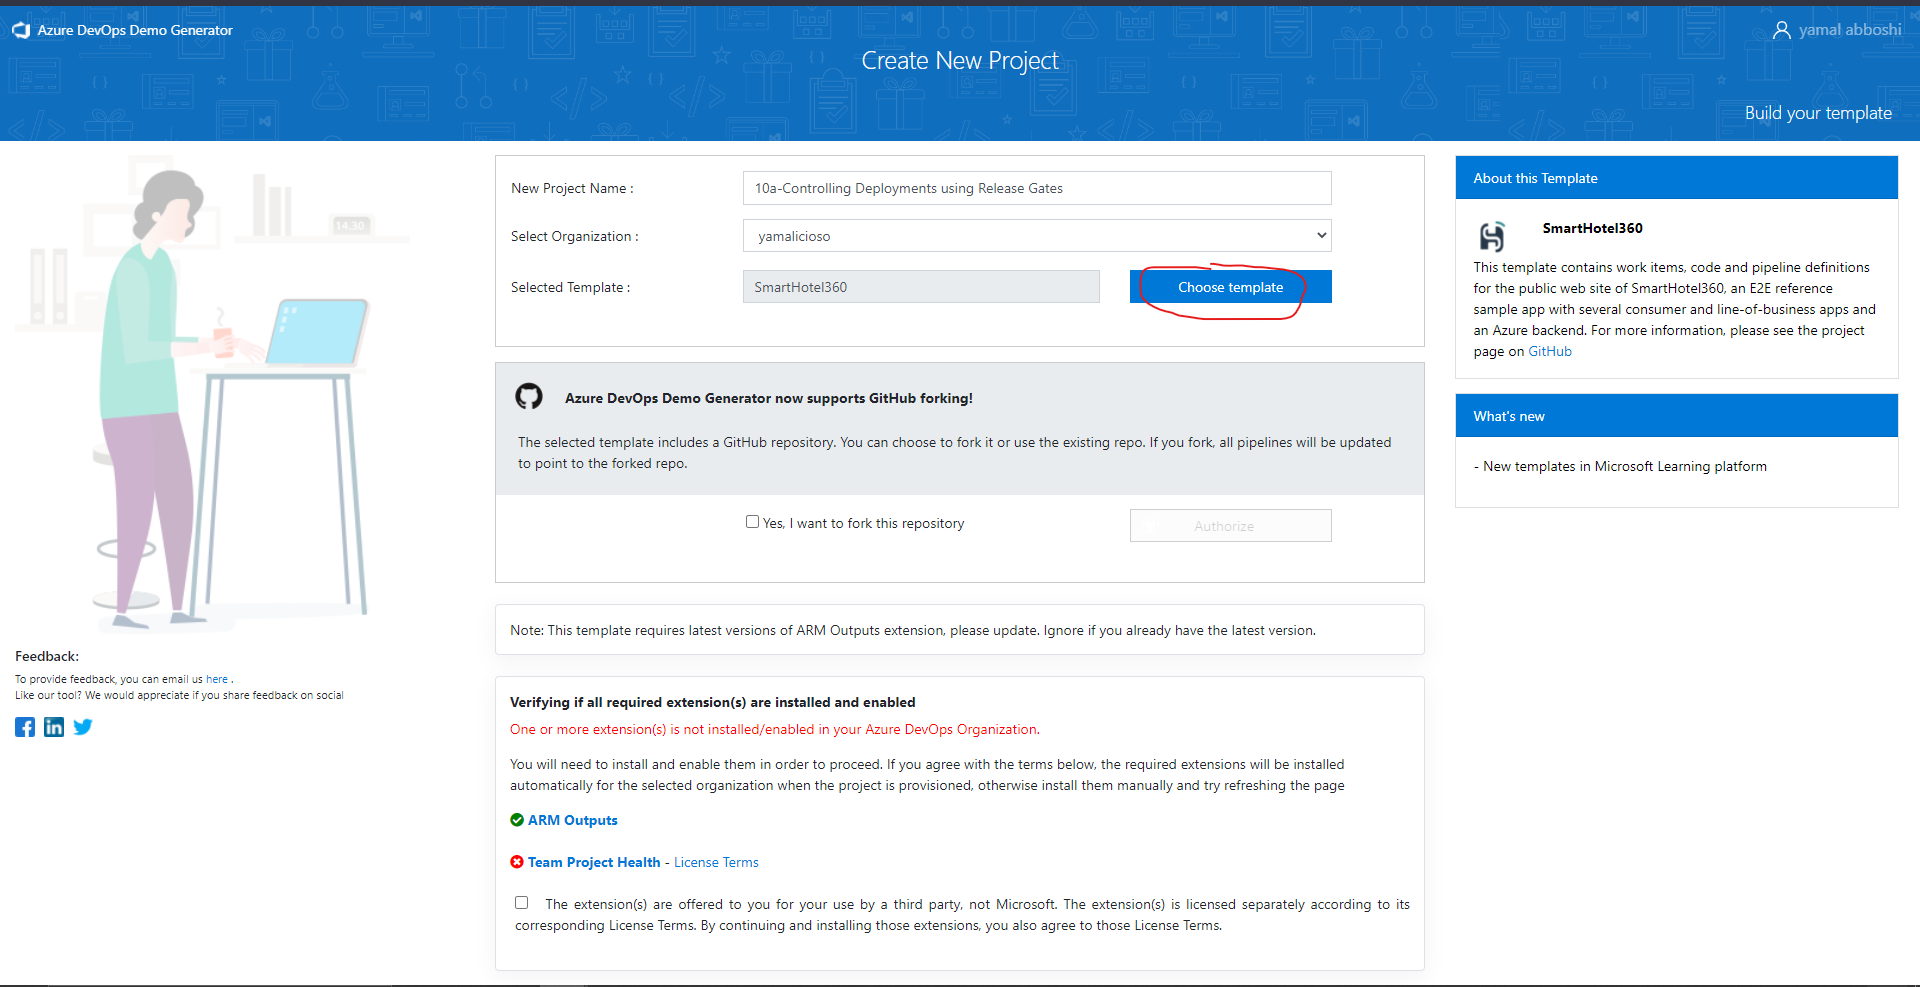 Azure DevOps Demo Generator
yamal abboshi
Create New Project
Build your template
14.30
New Project Name :
10a-Controlling Deployments using Release Gates
Select Organization :
yamalicioso
Selected Template :
SmartHotel360
Choose template
Azure DevOps Demo Generator now supports GitHub forking!
The selected template includes a GitHub repository. You can choose to fork it or use the existing repo. If you fork, all pipelines will be updated
to point to the forked repo.
Yes, I want to fork this repository
Authorize
Note: This template requires latest versions of ARM Outputs extension, please update. Ignore if you already have the latest version.
Verifying if all required extension(s) are installed and enabled
One or more extension(s) is not installed/enabled in your Azure DevOps Organization.
You will need to install and enable them in order to proceed. If you agree with the terms below, the required extensions will be installed
automatically for the selected organization when the project is provisioned, otherwise install them manually and try refreshing the page
ARM Outputs
Team Project Health - License Terms
The extension(s) are offered to you for your use by a third party, not Microsoft. The extension(s) is licensed separately according to its
corresponding License Terms. By continuing and installing those extensions, you also agree to those License Terms.
About this Template
SmartHotel360
This template contains work items, code and pipeline definitions
for the public web site of SmartHotel360, an E2E reference
sample app with several consumer and line-of-business apps and
an Azure backend. For more information, please see the project
page on GitHub
What's new
- New templates in Microsoft Learning platform
Feedback:
To provide feedback, you can email us here .
Like our tool? We would appreciate if you share feedback on social